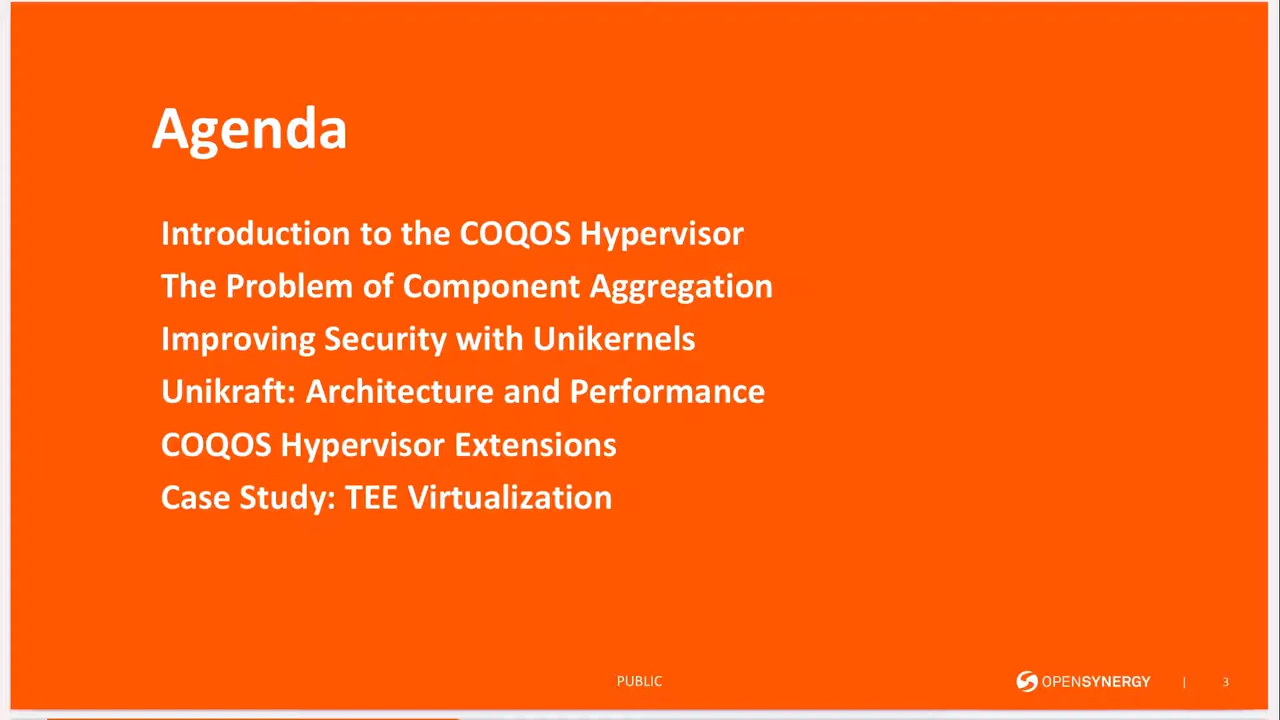 Agenda
Introduction to the COQOS Hypervisor
The Problem of Component Aggregation
Improving Security with Unikernels
Unikraft: Architecture and Performance
COQOS Hypervisor Extensions
Case Study: TEE Virtualization
PUBLIC
OPENSYNERGY | 3